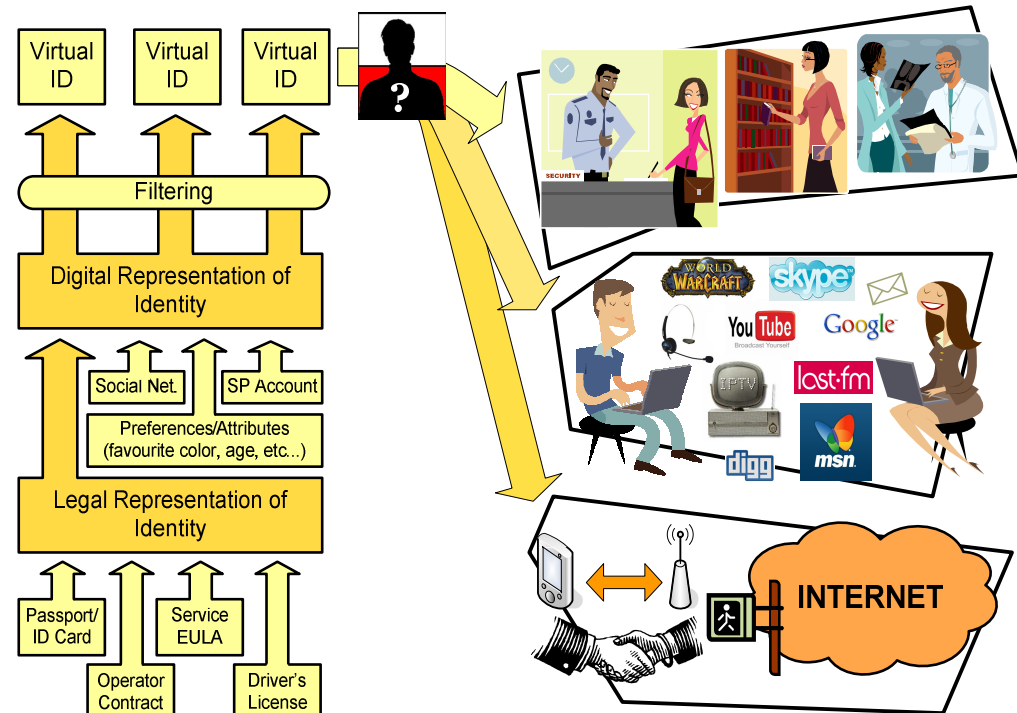 Virtual
ID
Virtual
ID
Virtual
ID
?
Filtering
Digital Representation of
Identity
Social Net.
SP Account
Preferences/Attributes
(favourite color, age, etc...)
Legal Representation of
Identity
Passport/
ID Card
Service
EULA
Operator
Contract
Driver's
License
SECURITY
WORLD
WARCRAFT
skype
YouTube
Broadcast Yourself
Google
IPTV
last.fm
digg
msn
INTERNET